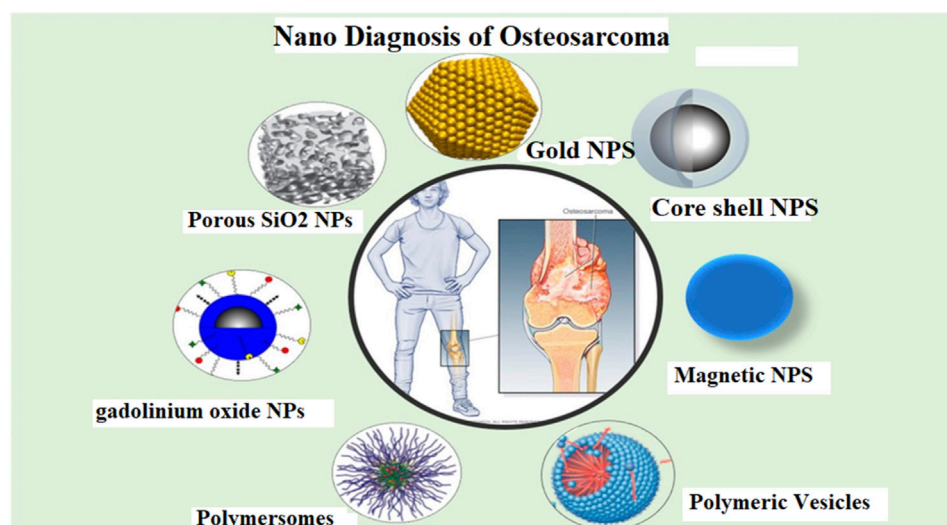 Nano Diagnosis of Osteosarcoma
Gold NPS
Porous SiO2 NPs
Core shell NPS
Osteosarcoma
gadolinium oxide NPs
Magnetic NPS
Polymersomes
Polymeric Vesicles